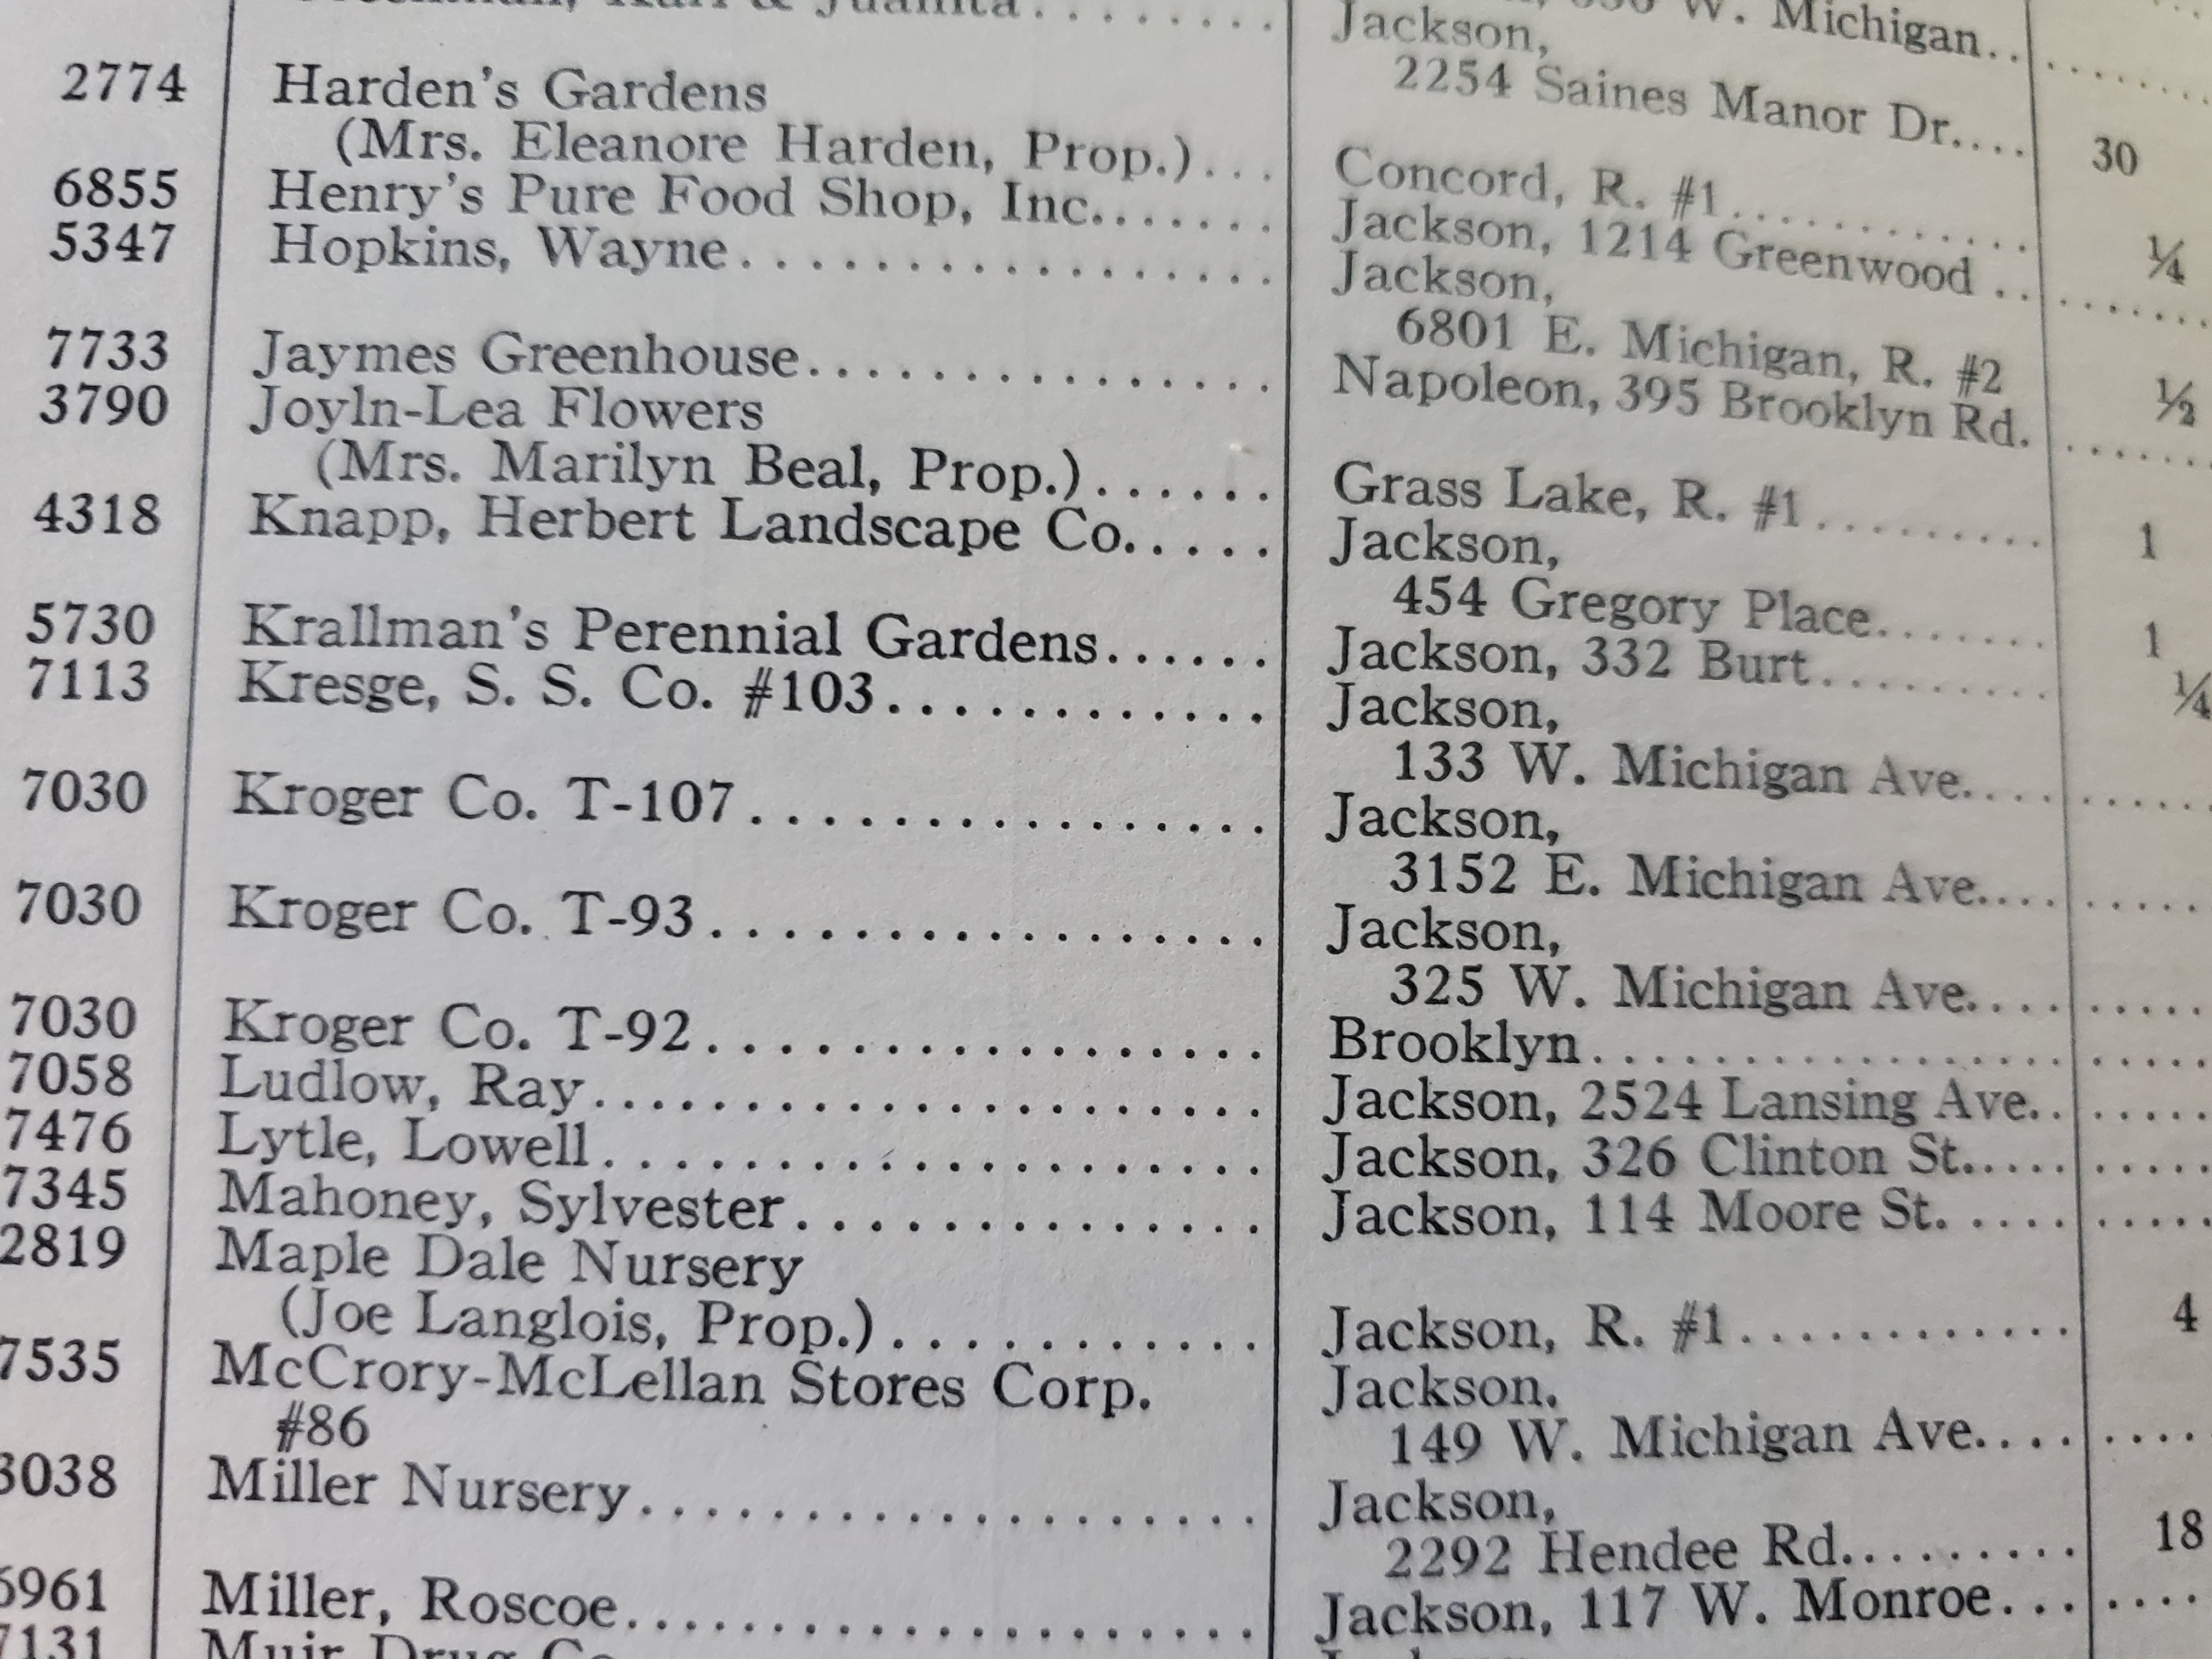 W. Michigan..
& Juanita........ Jackson,
2254 Saines Manor Dr.... 30
2774 Harden's Gardens
(Mrs. Eleanore Harden, Prop.)... Concord, R. #1............ ¼
6855 Henry's Pure Food Shop, Inc....... Jackson, 1214 Greenwood ..
5347 Hopkins, Wayne.................. Jackson,
6801 E. Michigan, R. #2 ½
7733 Jaymes Greenhouse................ Napoleon, 395 Brooklyn Rd.
3790 Joyln-Lea Flowers
(Mrs. Marilyn Beal, Prop.)...... Grass Lake, R. #1......... 1
4318 Knapp, Herbert Landscape Co..... Jackson,
454 Gregory Place....... 1
5730 Krallman's Perennial Gardens...... Jackson, 332 Burt......... ¼
7113 Kresge, S. S. Co. #103............. Jackson,
133 W. Michigan Ave....
7030 Kroger Co. T-107................ Jackson,
3152 E. Michigan Ave....
7030 Kroger Co. T-93.................. Jackson,
325 W. Michigan Ave....
7030 Kroger Co. T-92.................. Brooklyn................
7058 Ludlow, Ray...................... Jackson, 2524 Lansing Ave..
7476 Lytle, Lowell..................... Jackson, 326 Clinton St.....
7345 Mahoney, Sylvester............... Jackson, 114 Moore St. ....
2819 Maple Dale Nursery
(Joe Langlois, Prop.)............ Jackson, R. #1............ 4
7535 McCrory-McLellan Stores Corp. Jackson,
#86 149 W. Michigan Ave....
3038 Miller Nursery.................... Jackson,
2292 Hendee Rd......... 18
6961 Miller, Roscoe..................... Jackson, 117 W. Monroe...
7131 Muir Drug Co